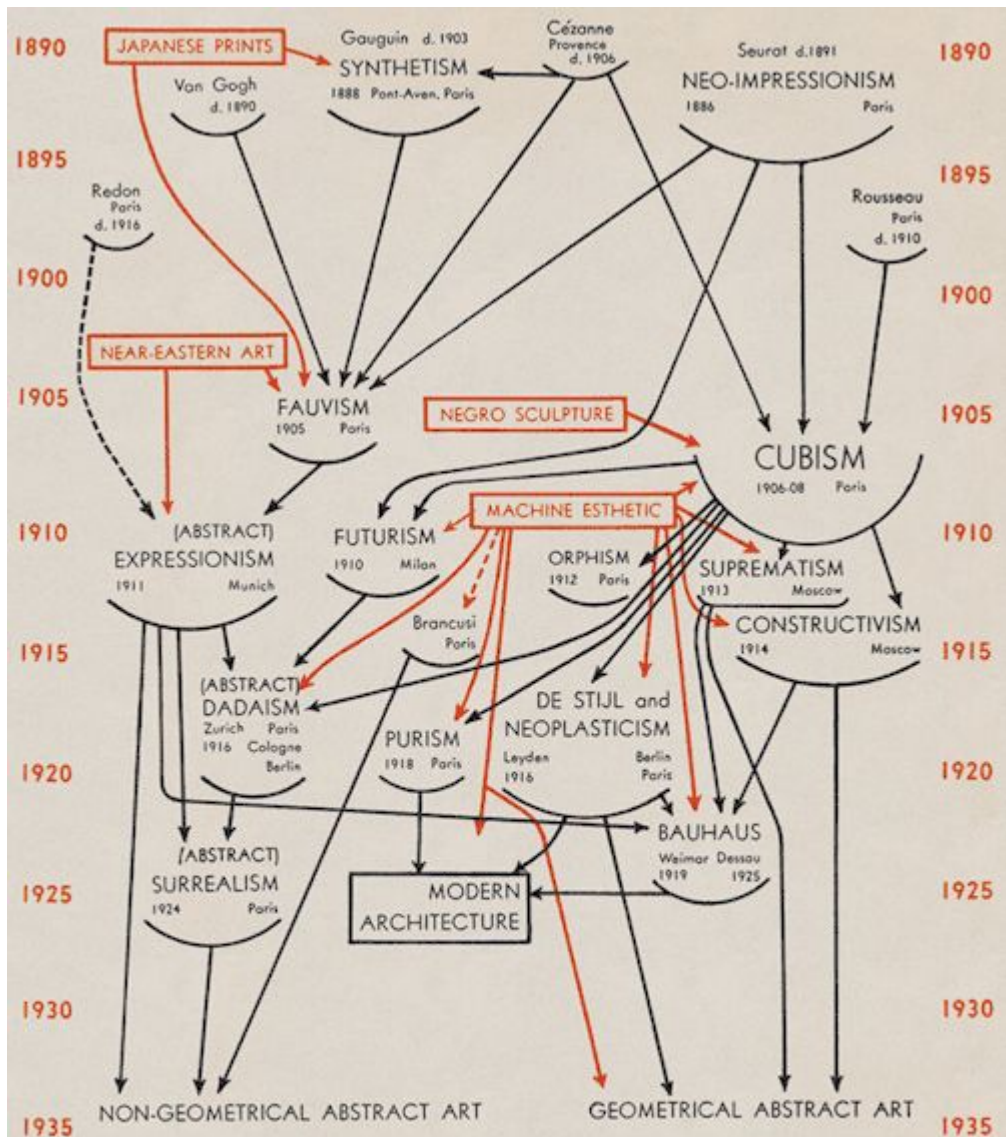 1890
JAPANESE PRINTS
Gauguin d. 1903
SYNTHETISM
1888 Pont-Aven, Paris
Cézanne
Provence
d. 1906
Seurat d.1891
NEO-IMPRESSIONISM
1886 Paris
1890
Van Gogh
d. 1890
1895
1895
Redon
Paris
d. 1916
Rousseau
Paris
d. 1910
1900
1900
NEAR-EASTERN ART
1905
FAUVISM
1905 Paris
NEGRO SCULPTURE
1905
CUBISM
1906-08 Paris
1910
(ABSTRACT)
EXPRESSIONISM
1911 Munich
FUTURISM
1910 Milan
MACHINE ESTHETIC
ORPHISM
1912 Paris
SUPREMATISM
1913 Moscow
1910
Brancusi
Paris
CONSTRUCTIVISM
1914 Moscow
1915
1915
(ABSTRACT)
DADAISM
Zurich Paris
1916 Cologne
Berlin
PURISM
1918 Paris
DE STIJL and
NEOPLASTICISM
Leyden Berlin
1916 Paris
1920
1920
(ABSTRACT)
SURREALISM
1924 Paris
BAUHAUS
Weimar Dessau
1919 1925
1925
MODERN
ARCHITECTURE
1925
1930
1930
NON-GEOMETRICAL ABSTRACT ART
GEOMETRICAL ABSTRACT ART
1935
1935